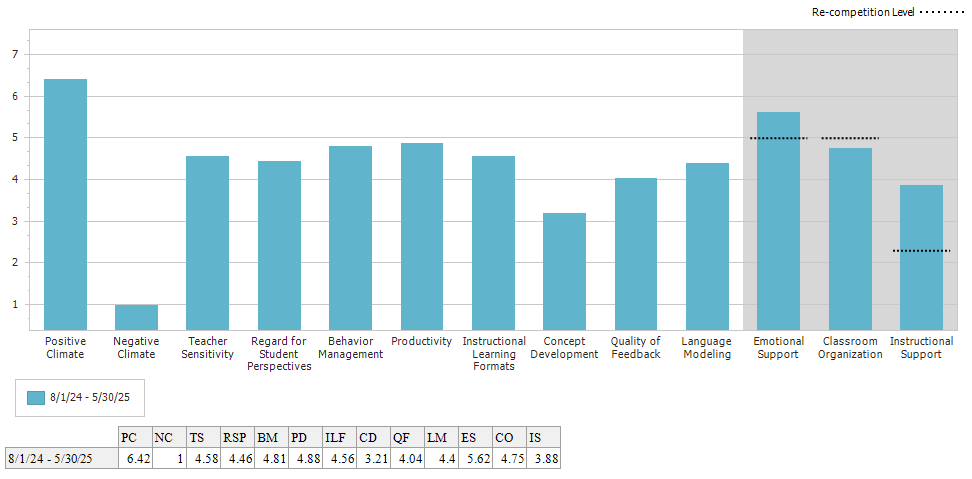 Re-competition Level
7
6
5
4
3
2
1
Positive Climate
Negative Climate
Teacher Sensitivity
Regard for Student Perspectives
Behavior Management
Productivity
Instructional Learning Formats
Concept Development
Quality of Feedback
Language Modeling
Emotional Support
Classroom Organization
Instructional Support
8/1/24 - 5/30/25
PC NC TS RSP BM PD ILF CD QF LM ES CO IS
8/1/24 - 5/30/25 6.42 1 4.58 4.46 4.81 4.88 4.56 3.21 4.04 4.4 5.62 4.75 3.88